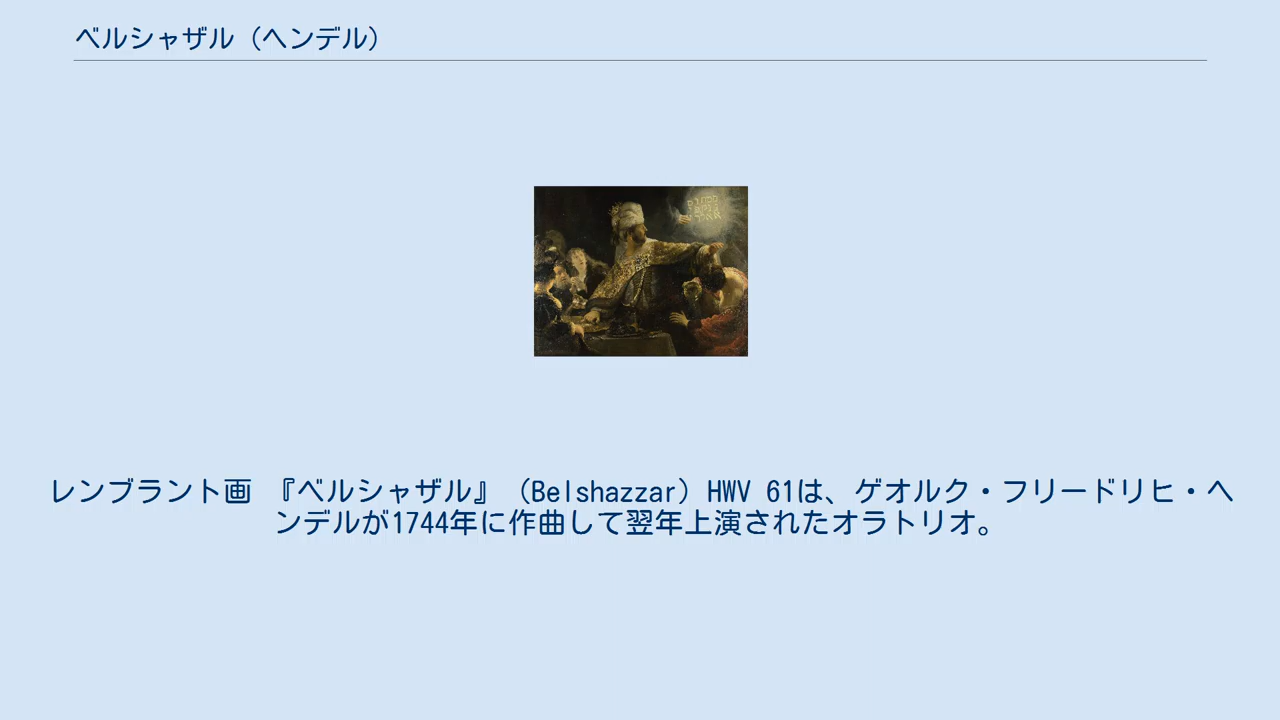 ベルシャザル（ヘンデル）
レンブラント画 『ベルシャザル』（Belshazzar）HWV 61は、ゲオルク・フリードリヒ・ヘ
ンデルが1744年に作曲して翌年上演されたオラトリオ。